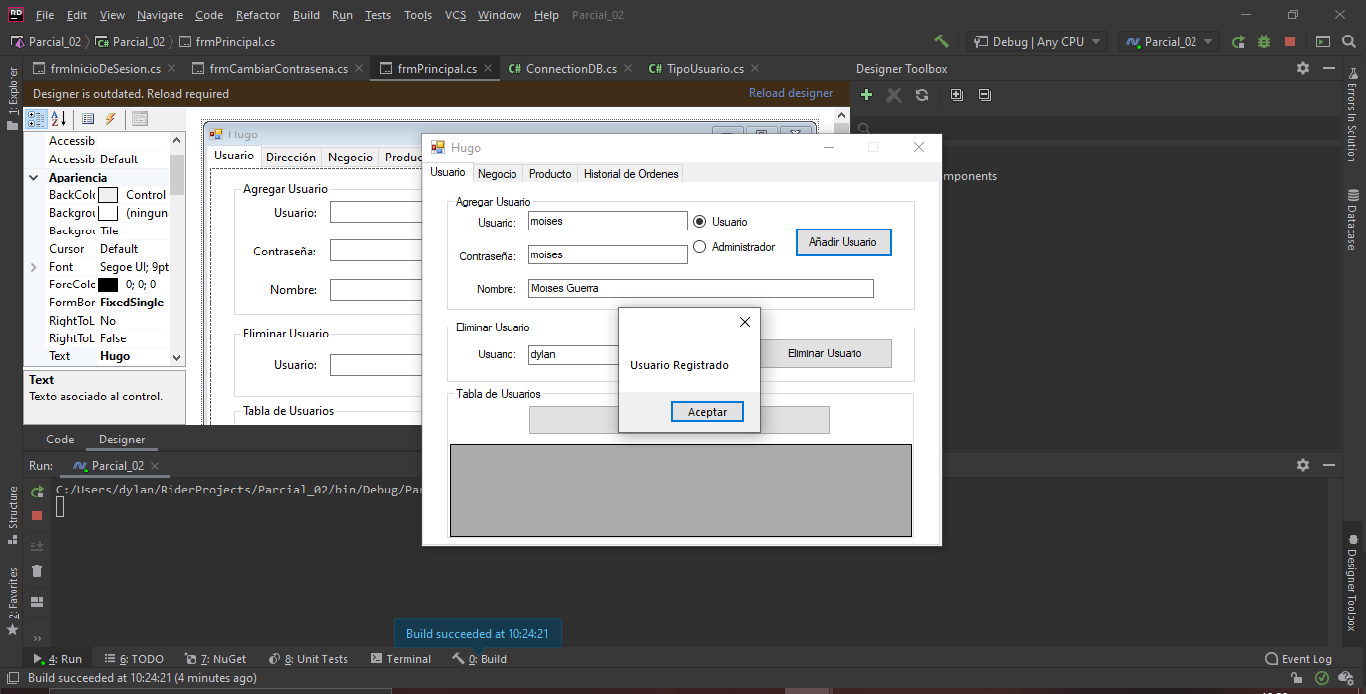 RD File Edit View Navigate Code Refactor Build Run Tests Tools VCS Window Help Parcial_02
Parcial_02 Parcial_02 frmPrincipal.cs
Debug | Any CPU Parcial_02
frmInicioDeSesion.cs frmCambiarContrasena.cs frmPrincipal.cs C# ConnectionDB.cs C# TipoUsuario.cs Designer Toolbox
Designer is outdated. Reload required Reload designer
1: Explorer
Errors In Solution
Database
Accessib
Accessib Default
Apariencia
BackColo Control
Backgrou (ningun
Backgrou Tile
Cursor Default
Font Segoe UI; 9pt
ForeColo 0; 0; 0
FormBor FixedSingle
RightToL No
RightToL False
Text Hugo
Text
Texto asociado al control.
Hugo
Usuario Dirección Negocio Produc
Agregar Usuario
Usuario:
Contraseña:
Nombre:
Eliminar Usuario
Usuario:
Tabla de Usuarios
Hugo
Usuario Negocio Producto Historial de Ordenes
Agregar Usuario
Usuario: moises Usuario
Administrador
Añadir Usuario
Contraseña: moises
Nombre: Moises Guerra
Eliminar Usuario
Usuario: dylan
Eliminar Usuario
Tabla de Usuarios
Usuario Registrado
Aceptar
omponents
Code Designer
Run: Parcial_02
C:/Users/dylan/RiderProjects/Parcial_02/bin/Debug/Pa
Structure
2: Favorites
Designer Toolbox
Build succeeded at 10:24:21
4: Run 6: TODO 7: NuGet 8: Unit Tests Terminal 0: Build Event Log
Build succeeded at 10:24:21 (4 minutes ago)